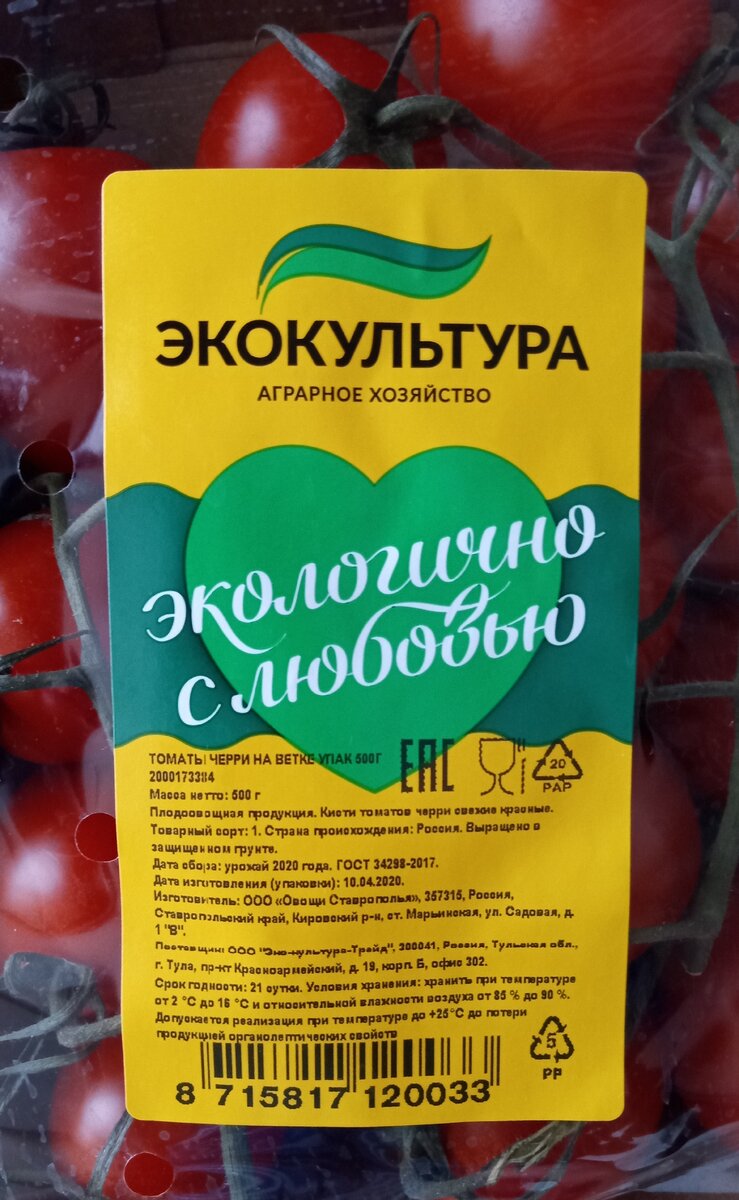 ЭКОКУЛЬТУРА
АГРАРНОЕ ХОЗЯЙСТВО
экологично
с любовью
ТОМАТЫ ЧЕРРИ НА ВЕТКЕ УПАК 500Г
2000173384
Масса нетто: 500 г
EAC
20
PAP
Плодоовощная продукция. Кисти томатов черри свежие красные.
Товарный сорт: 1. Страна происхождения: Россия. Выращено в
защищенном грунте.
Дата сбора: урожай 2020 года. ГОСТ 34298-2017.
Дата изготовления (упаковки): 10.04.2020.
Изготовитель: ООО «Овощи Ставрополья», 357315, Россия,
Ставропольский край, Кировский р-н, ст. Марьинская, ул. Садовая, д.
1 "В".
Поставщик: ООО "Эко-культура-Трейд", 300041, Россия, Тульская обл.,
г. Тула, пр-кт Красноармейский, д. 19, корп. Б, офис 302.
Срок годности: 21 сутки. Условия хранения: хранить при температуре
от 2 °С до 16 °С и относительной влажности воздуха от 85 % до 90 %.
Допускается реализация при температуре до +25°С до потери
продукцией органолептических свойств
5
PP
8 715817 120033